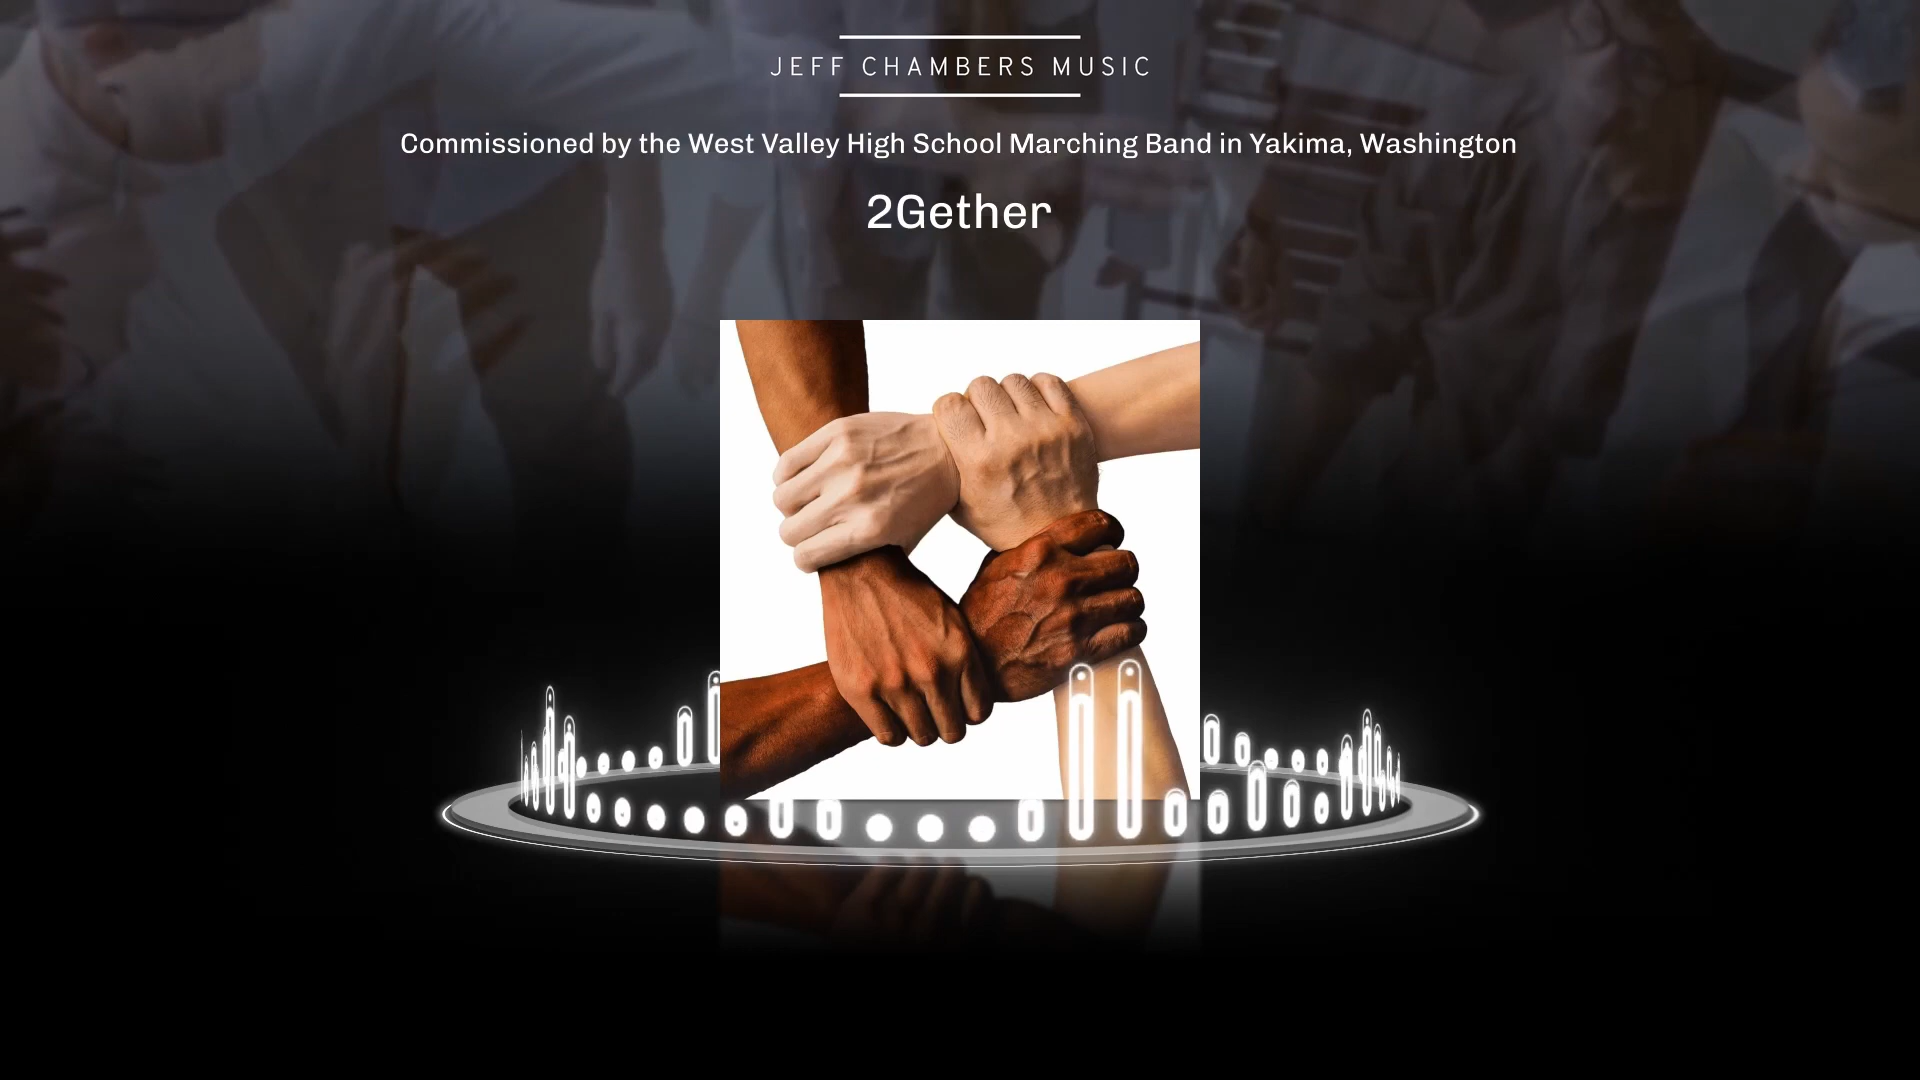 JEFF CHAMBERS MUSIC
Commissioned by the West Valley High School Marching Band in Yakima, Washington
2Gether